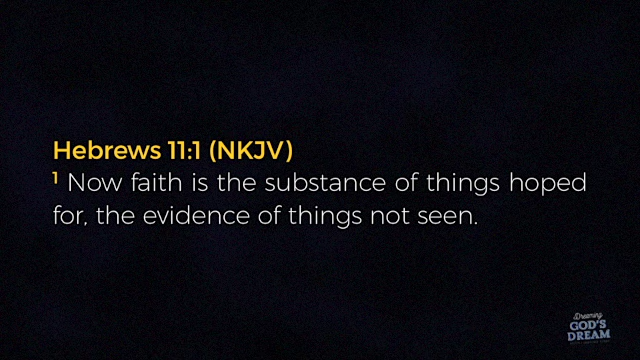 Hebrews 11:1 (NKJV)
1 Now faith is the substance of things hoped
for, the evidence of things not seen.
Dreaming
GOD'S
DREAM